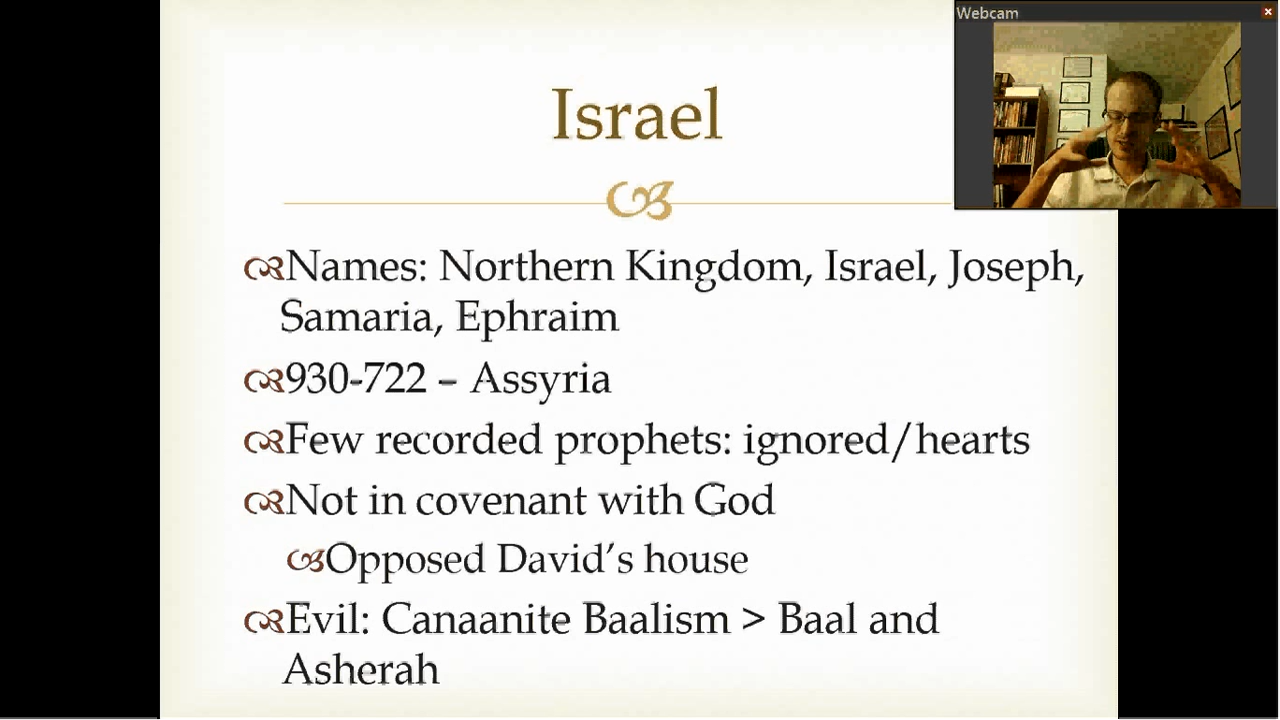 Webcam
Israel
Names: Northern Kingdom, Israel, Joseph,
Samaria, Ephraim
930-722 – Assyria
Few recorded prophets: ignored/hearts
Not in covenant with God
Opposed David's house
Evil: Canaanite Baalism > Baal and
Asherah